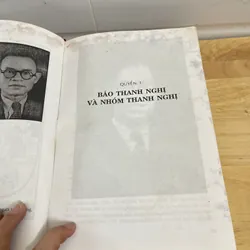 QUYỂN 1
BÁO THANH NGHỊ
VÀ NHÓM THANH NGHỊ